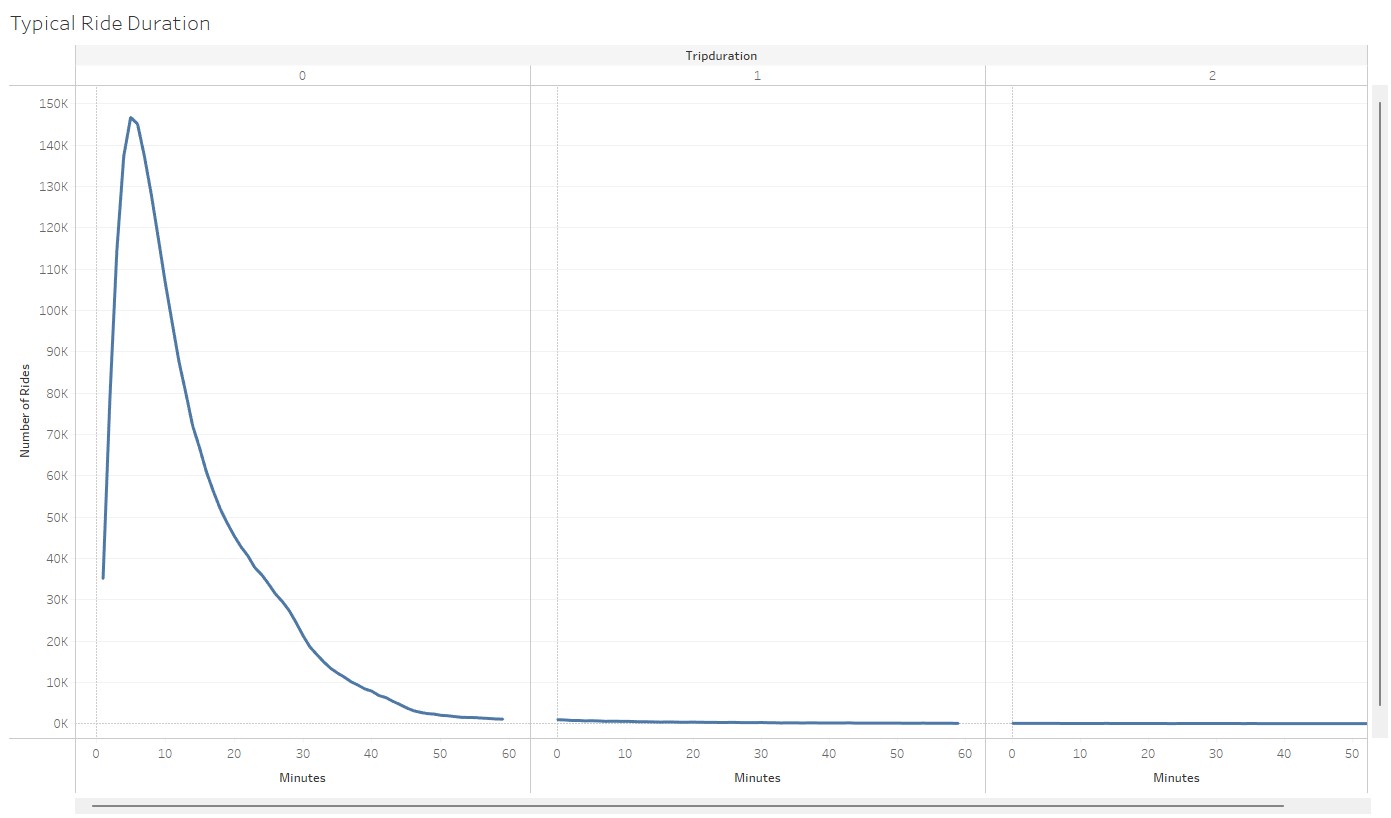 Typical Ride Duration
Tripduration
0 1 2
150K
140K
130K
120K
110K
100K
90K
80K
70K
60K
50K
40K
30K
20K
10K
0K
Number of Rides
0 10 20 30 40 50 60 0 10 20 30 40 50 60 0 10 20 30 40 50
Minutes Minutes Minutes